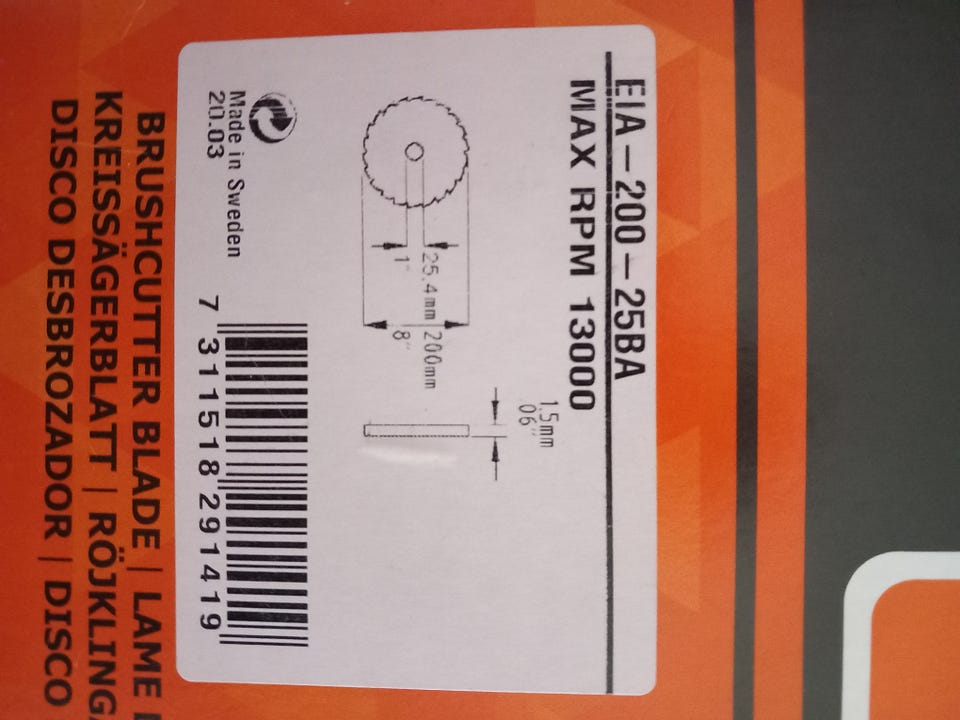 EIA-200-25BA
MAX RPM 13000
1.5mm
.06"
25.4mm
1"
200mm
8"
Made in Sweden
20.03
7 311518 291419
BRUSHCUTTER BLADE | LAME
KREISSÄGERBLATT | RÖJKLING
DISCO DESBROZADOR | DISCO